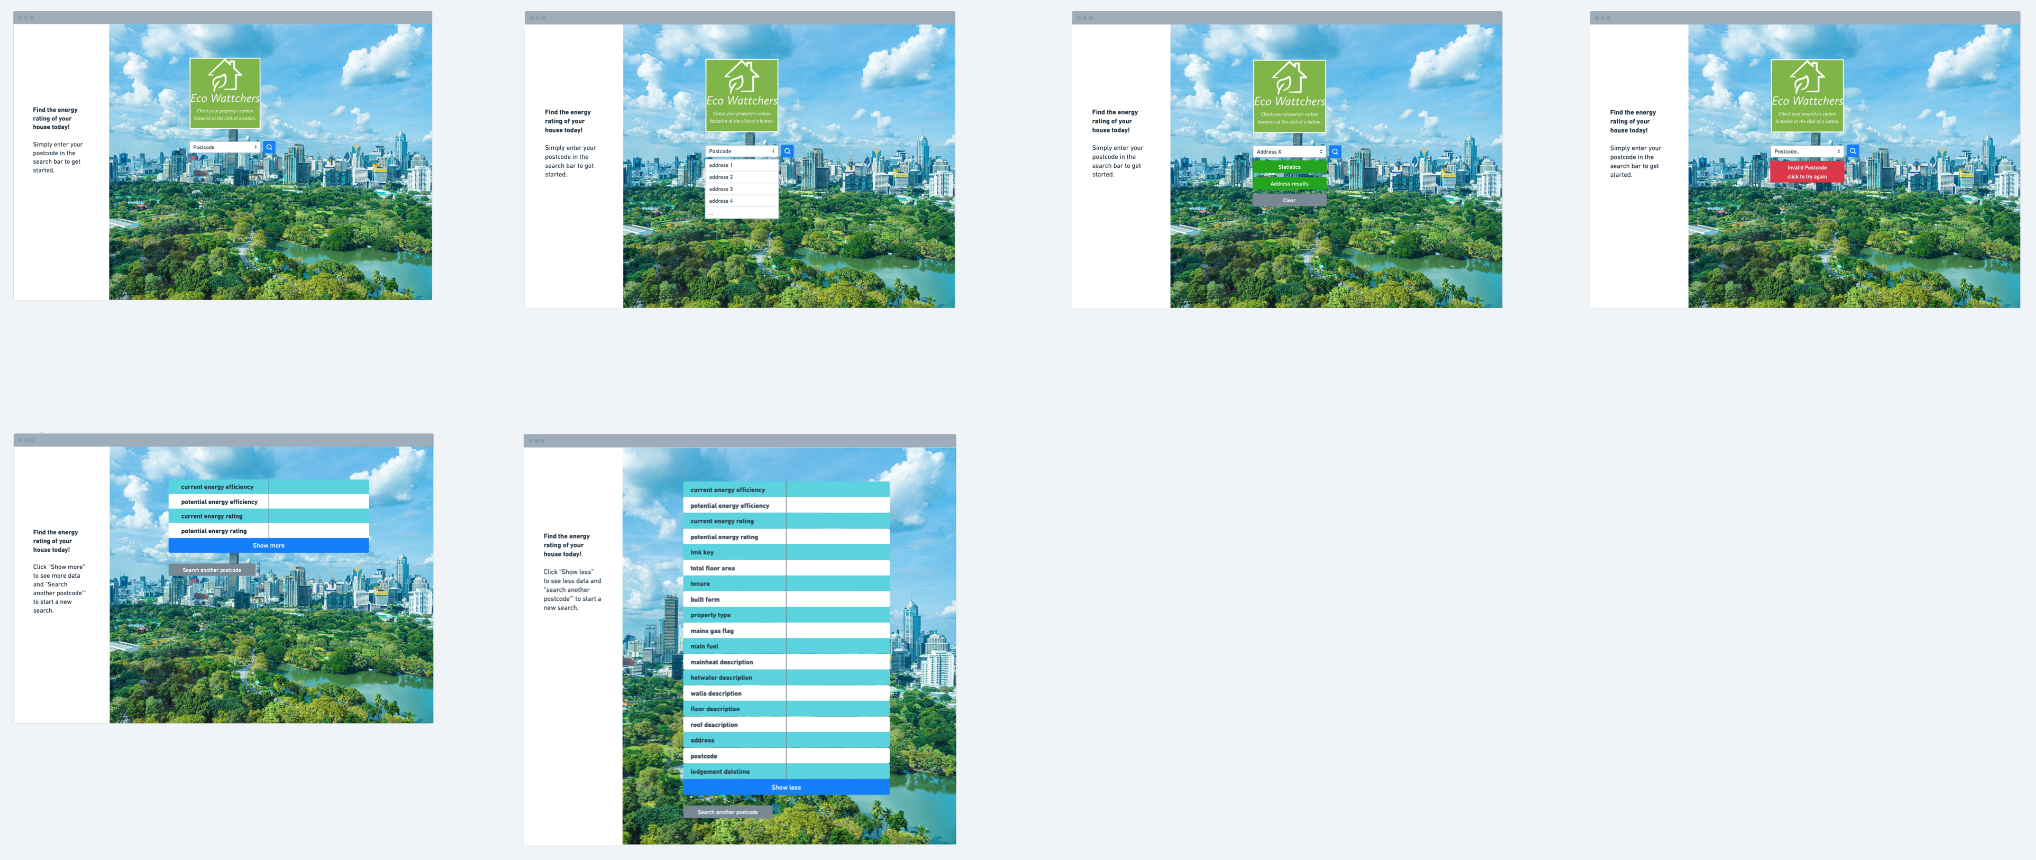 Find the energy
rating of your
house today!
Simply enter your
postcode in the
search bar to get
started.
Eco Wattchers
Check your property's carbon
footprint at the click of a button.
Postcode
Find the energy
rating of your
house today!
Simply enter your
postcode in the
search bar to get
started.
Eco Wattchers
Check your property's carbon
footprint at the click of a button.
Postcode
address 1
address 2
address 3
address 4
...
Find the energy
rating of your
house today!
Simply enter your
postcode in the
search bar to get
started.
Eco Wattchers
Check your property's carbon
footprint at the click of a button.
Address X
Statistics
Address results
Clear
Find the energy
rating of your
house today!
Simply enter your
postcode in the
search bar to get
started.
Eco Wattchers
Check your property's carbon
footprint at the click of a button.
Postcode..
Invalid Postcode
click to try again
Find the energy
rating of your
house today!
Click "Show more"
to see more data
and "Search
another postcode"
to start a new
search.
current energy efficiency
potential energy efficiency
current energy rating
potential energy rating
Show more
Search another postcode
Find the energy
rating of your
house today!
Click "Show less"
to see less data and
"search another
postcode" to start a
new search.
current energy efficiency
potential energy efficiency
current energy rating
potential energy rating
lmk key
total floor area
tenure
built form
property type
mains gas flag
main fuel
mainheat description
hotwater description
walls description
floor description
roof description
address
postcode
lodgement datetime
Show less
Search another postcode